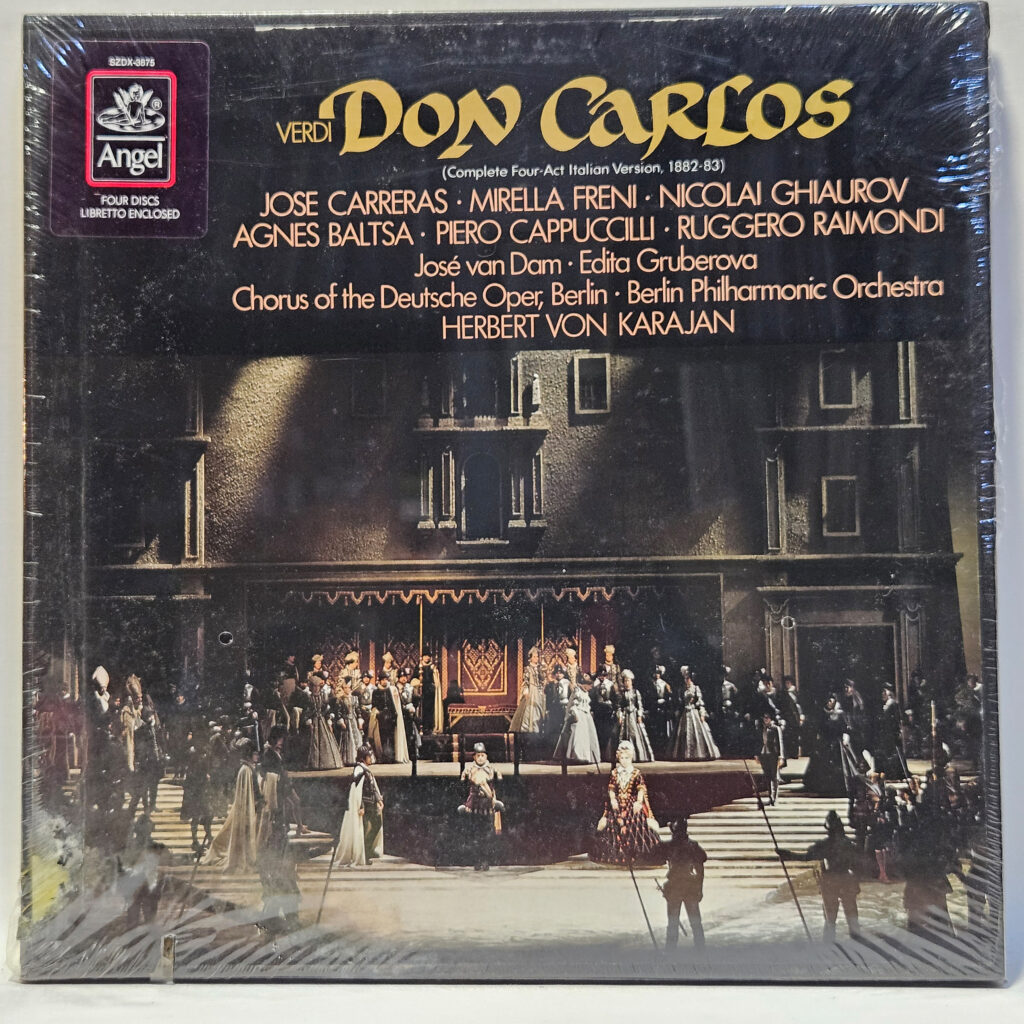 SZDX-3875
®
Angel
FOUR DISCS
LIBRETTO ENCLOSED
VERDI DON CARLOS
(Complete Four-Act Italian Version, 1882-83)
JOSE CARRERAS · MIRELLA FRENI · NICOLAI GHIAUROV
AGNES BALTSA · PIERO CAPPUCCILLI · RUGGERO RAIMONDI
José van Dam · Edita Gruberova
Chorus of the Deutsche Oper, Berlin · Berlin Philharmonic Orchestra
HERBERT VON KARAJAN